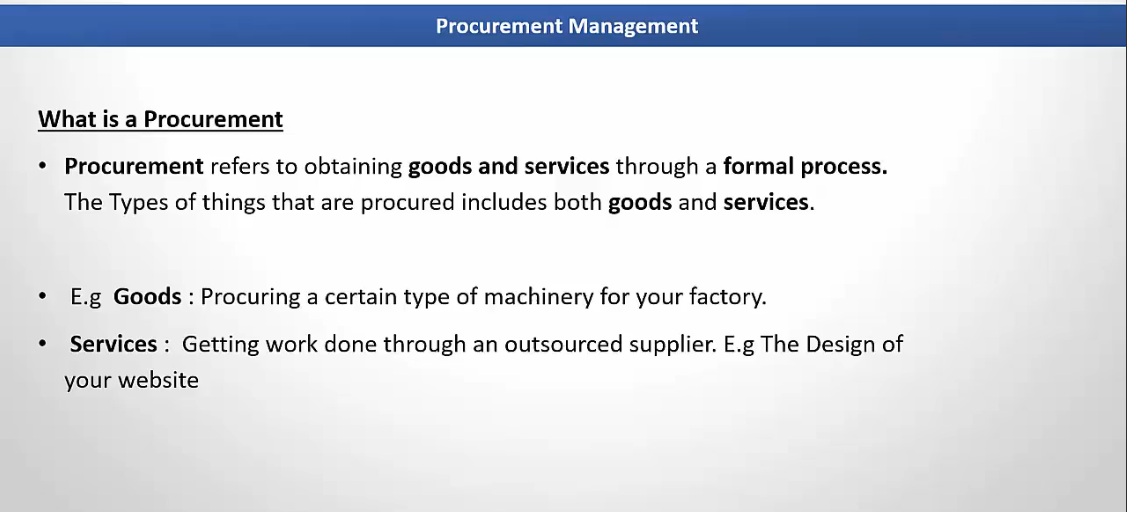 Procurement Management
What is a Procurement
• Procurement refers to obtaining goods and services through a formal process.
The Types of things that are procured includes both goods and services.
• E.g Goods : Procuring a certain type of machinery for your factory.
• Services : Getting work done through an outsourced supplier. E.g The Design of
your website